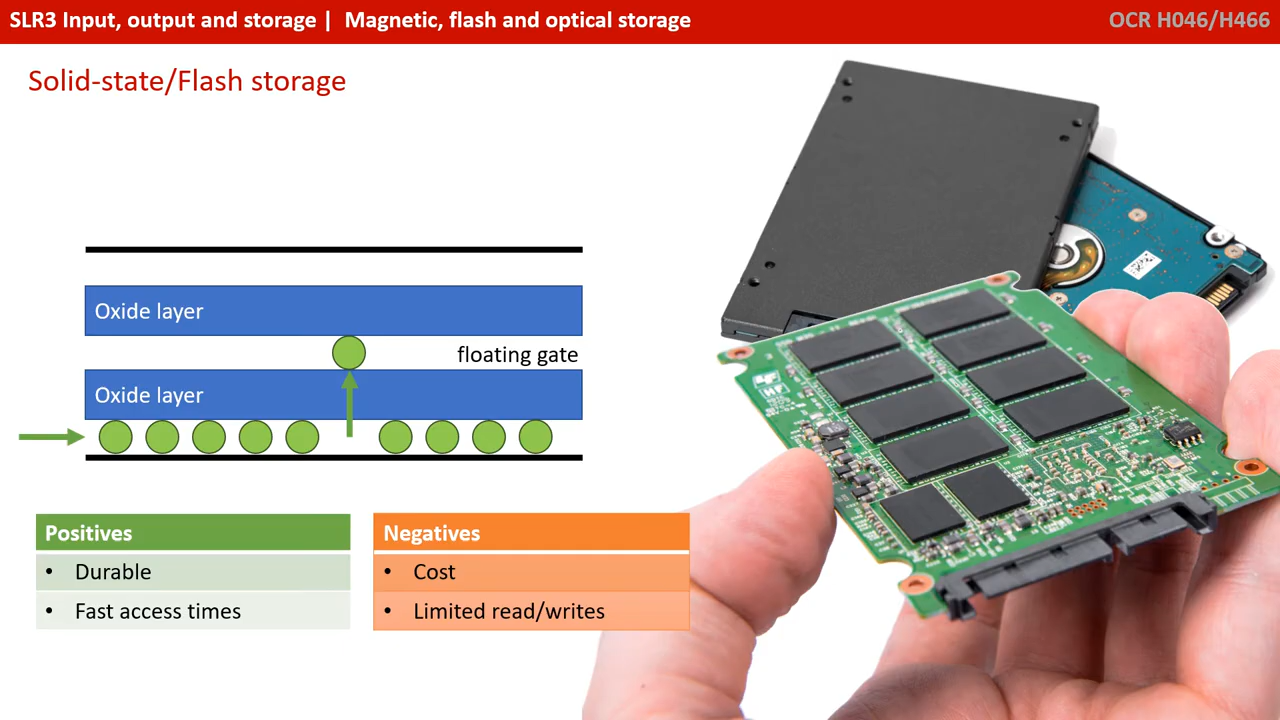 SLR3 Input, output and storage | Magnetic, flash and optical storage
OCR H046/H466
Solid-state/Flash storage
Oxide layer
floating gate
Oxide layer
Positives
• Durable
• Fast access times
Negatives
• Cost
• Limited read/writes
HF